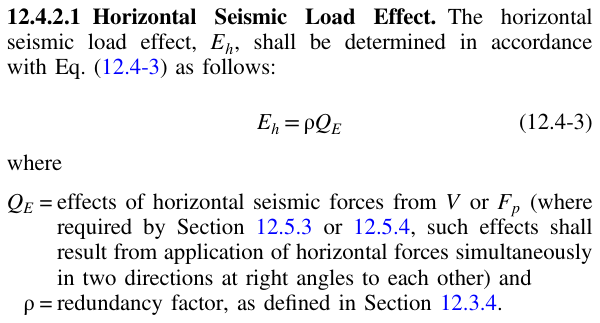 12.4.2.1 Horizontal Seismic Load Effect. The horizontal
seismic load effect, E_h, shall be determined in accordance
with Eq. (12.4-3) as follows:
E_h = ρQ_E (12.4-3)
where
Q_E = effects of horizontal seismic forces from V or F_p (where
required by Section 12.5.3 or 12.5.4, such effects shall
result from application of horizontal forces simultaneously
in two directions at right angles to each other) and
ρ = redundancy factor, as defined in Section 12.3.4.